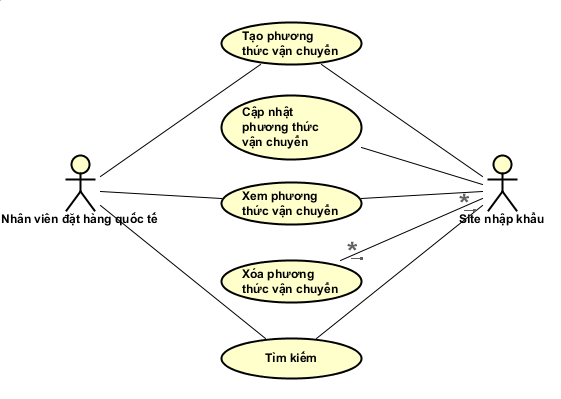 Tạo phương
thức vận chuyển
Cập nhật
phương thức
vận chuyển
Nhân viên đặt hàng quốc tế
Xem phương
thức vận chuyển
*
Site nhập khẩu
*
Xóa phương
thức vận chuyển
Tìm kiếm